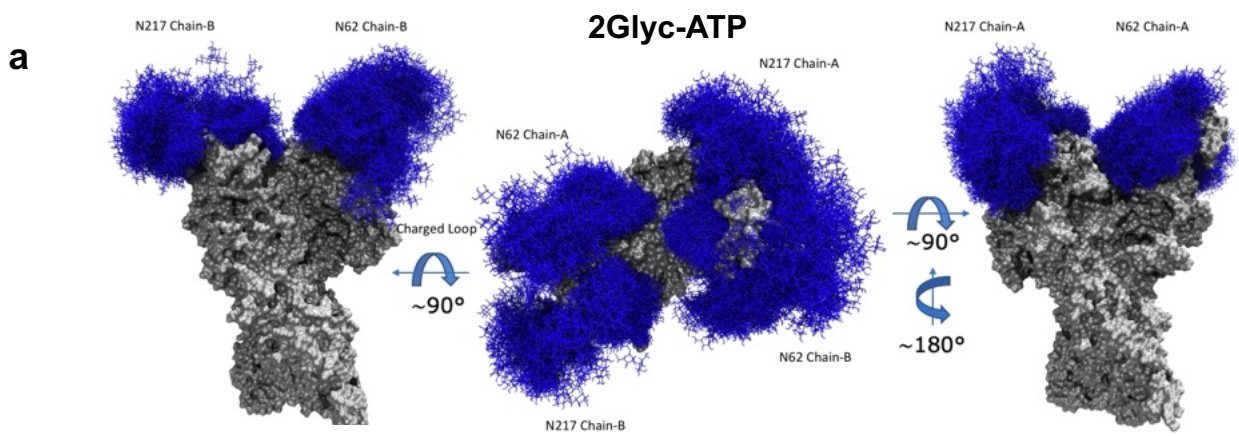 a
2Glyc-ATP
N217 Chain-B
N62 Chain-B
N62 Chain-A
N217 Chain-A
N217 Chain-A
N62 Chain-A
Charged Loop
~90°
~90°
~180°
N62 Chain-B
N217 Chain-B